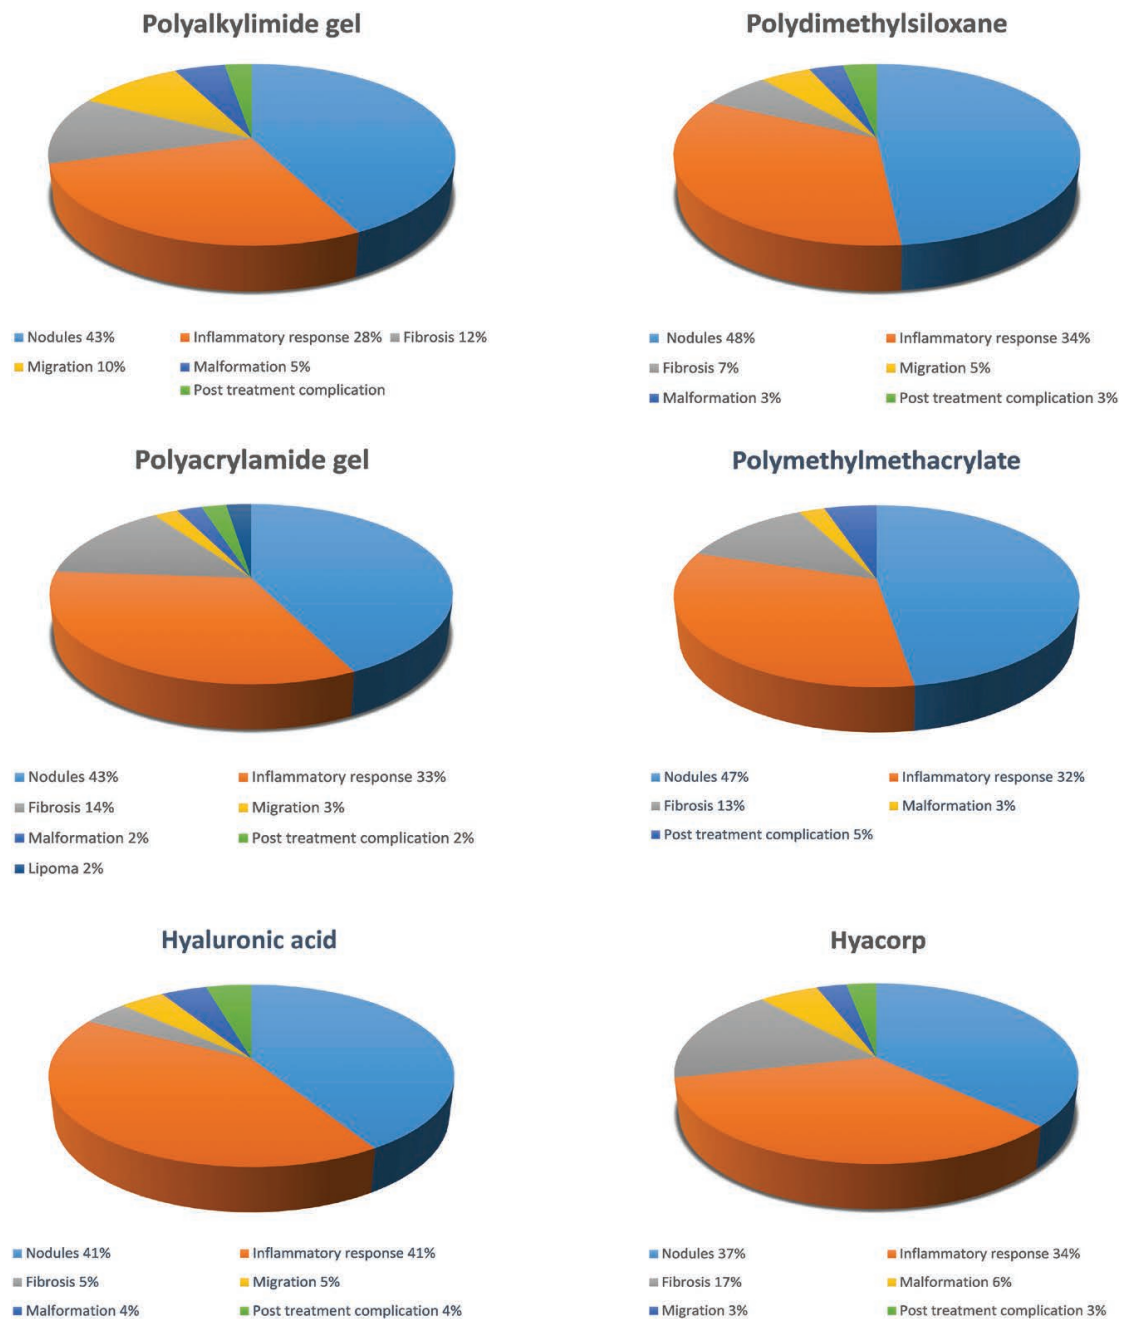 Polyalkylimide gel
Nodules 43% Inflammatory response 28% Fibrosis 12%
Migration 10% Malformation 5%
Post treatment complication
Polydimethylsiloxane
Nodules 48% Inflammatory response 34%
Fibrosis 7% Migration 5%
Malformation 3% Post treatment complication 3%
Polyacrylamide gel
Nodules 43% Inflammatory response 33%
Fibrosis 14% Migration 3%
Malformation 2% Post treatment complication 2%
Lipoma 2%
Polymethylmethacrylate
Nodules 47% Inflammatory response 32%
Fibrosis 13% Malformation 3%
Post treatment complication 5%
Hyaluronic acid
Nodules 41% Inflammatory response 41%
Fibrosis 5% Migration 5%
Malformation 4% Post treatment complication 4%
Hyacorp
Nodules 37% Inflammatory response 34%
Fibrosis 17% Malformation 6%
Migration 3% Post treatment complication 3%